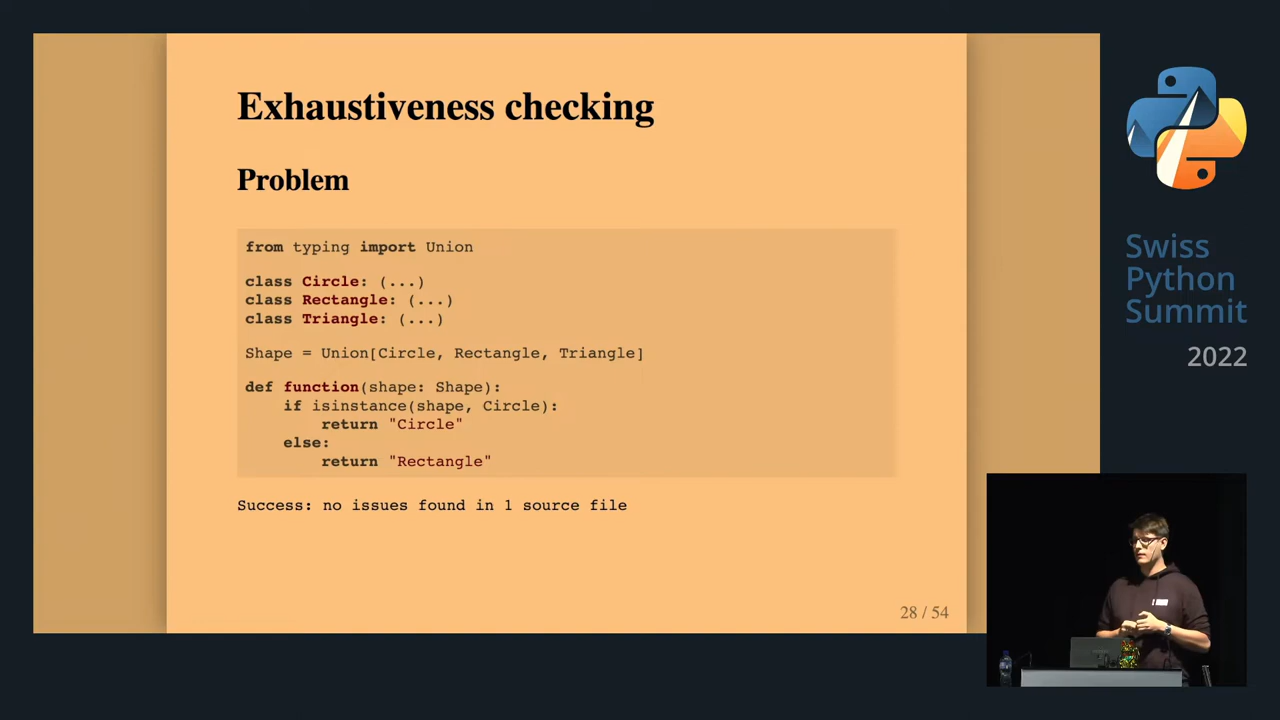 Exhaustiveness checking
Problem
from typing import Union
class Circle: (...)
class Rectangle: (...)
class Triangle: (...)
Shape = Union[Circle, Rectangle, Triangle]
def function(shape: Shape):
    if isinstance(shape, Circle):
        return "Circle"
    else:
        return "Rectangle"
Success: no issues found in 1 source file
28 / 54
Swiss
Python
Summit
2022